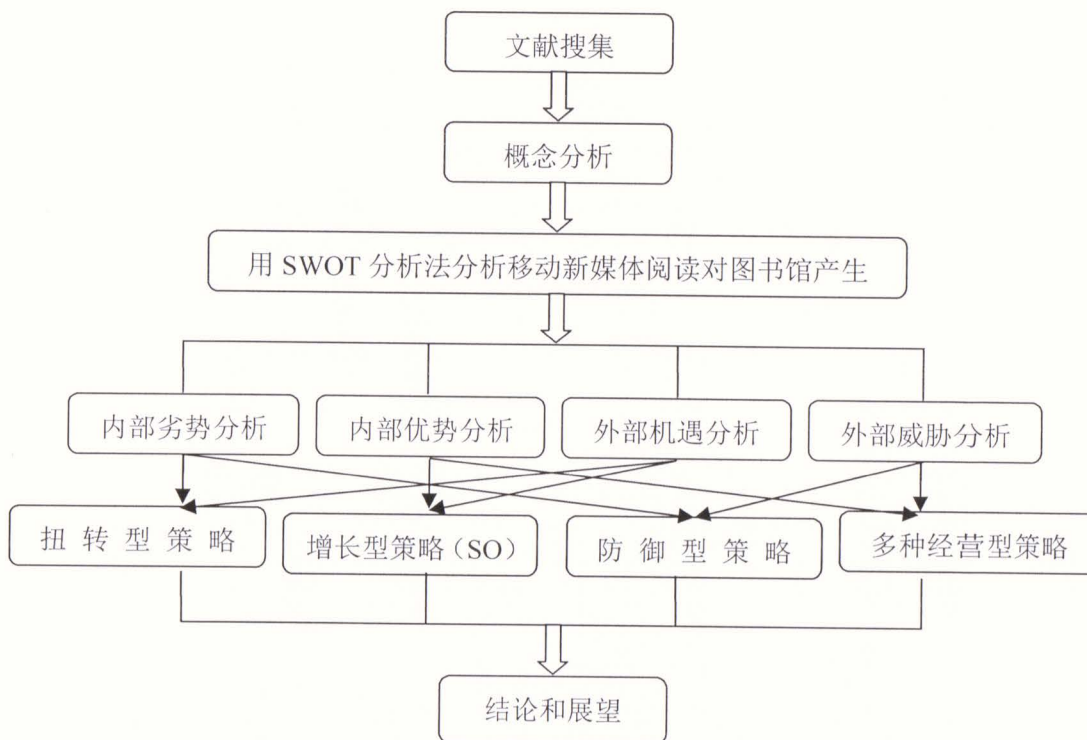 文献搜集
概念分析
用 SWOT 分析法分析移动新媒体阅读对图书馆产生
内部劣势分析
内部优势分析
外部机遇分析
外部威胁分析
扭 转 型 策 略
增长型策略（SO）
防 御 型 策 略
多种经营型策略
结论和展望